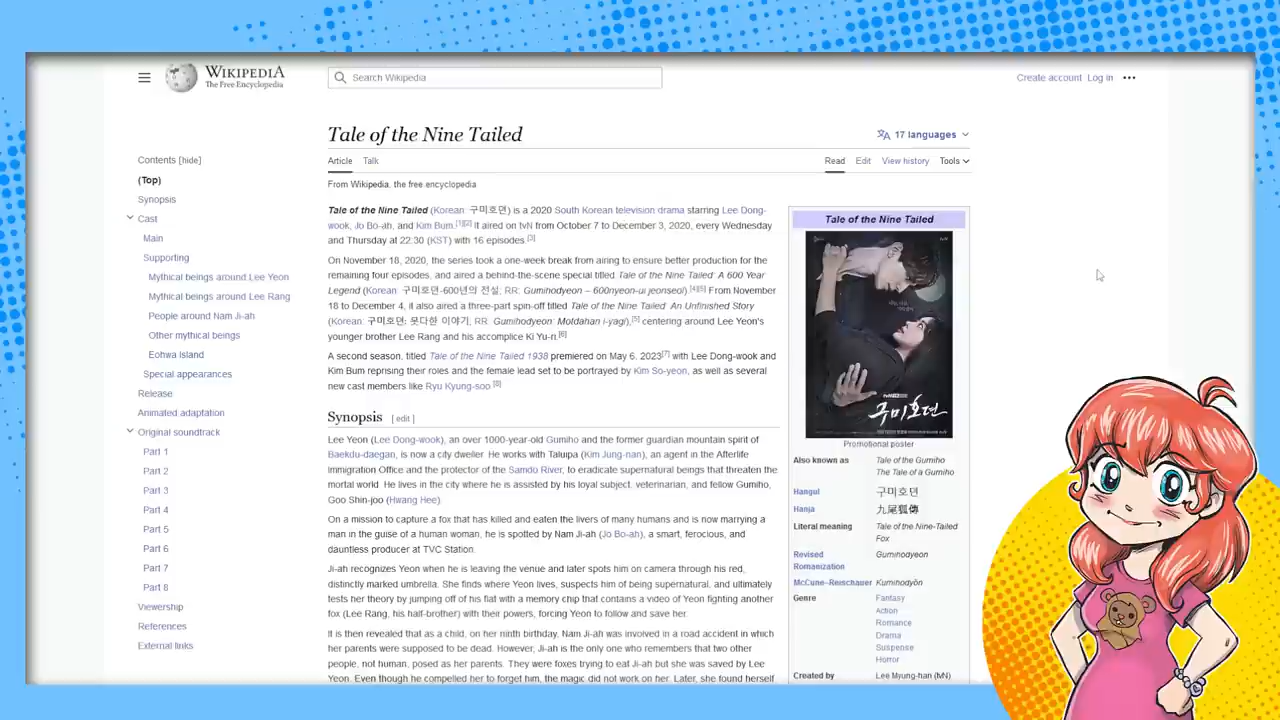 WIKIPEDIA
The Free Encyclopedia
Search Wikipedia
Create account Log in
Tale of the Nine Tailed
17 languages
Article Talk
Read Edit View history Tools
From Wikipedia, the free encyclopedia
Contents [hide]
(Top)
Synopsis
Cast
Main
Supporting
Mythical beings around Lee Yeon
Mythical beings around Lee Rang
People around Nam Ji-ah
Other mythical beings
Eohwa Island
Special appearances
Release
Animated adaptation
Original soundtrack
Part 1
Part 2
Part 3
Part 4
Part 5
Part 6
Part 7
Part 8
Viewership
References
External links
Tale of the Nine Tailed (Korean: 구미호뎐) is a 2020 South Korean television drama starring Lee Dong-
wook, Jo Bo-ah, and Kim Bum.[1][2] It aired on tvN from October 7 to December 3, 2020, every Wednesday
and Thursday at 22:30 (KST) with 16 episodes.[3]
On November 18, 2020, the series took a one-week break from airing to ensure better production for the
remaining four episodes, and aired a behind-the-scene special titled Tale of the Nine Tailed: A 600 Year
Legend (Korean: 구미호뎐-600년의 전설; RR: Gumihodyeon – 600nyeon-ui jeonseol).[4][5] From November
18 to December 4, it also aired a three-part spin-off titled Tale of the Nine Tailed: An Unfinished Story
(Korean: 구미호뎐: 못다한 이야기; RR: Gumihodyeon: Motdahan i-yagi),[5] centering around Lee Yeon's
younger brother Lee Rang and his accomplice Ki Yu-ri.[6]
A second season, titled Tale of the Nine Tailed 1938 premiered on May 6, 2023[7] with Lee Dong-wook and
Kim Bum reprising their roles and the female lead set to be portrayed by Kim So-yeon, as well as several
new cast members like Ryu Kyung-soo.[8]
Synopsis [ edit ]
Lee Yeon (Lee Dong-wook), an over 1000-year-old Gumiho and the former guardian mountain spirit of
Baekdu-daegan, is now a city dweller. He works with Taluipa (Kim Jung-nan), an agent in the Afterlife
Immigration Office and the protector of the Samdo River, to eradicate supernatural beings that threaten the
mortal world. He lives in the city where he is assisted by his loyal subject, veterinarian, and fellow Gumiho,
Goo Shin-joo (Hwang Hee).
On a mission to capture a fox that has killed and eaten the livers of many humans and is now marrying a
man in the guise of a human woman, he is spotted by Nam Ji-ah (Jo Bo-ah), a smart, ferocious, and
dauntless producer at TVC Station.
Ji-ah recognizes Yeon when he is leaving the venue and later spots him on camera through his red,
distinctly marked umbrella. She finds where Yeon lives, suspects him of being supernatural, and ultimately
tests her theory by jumping off of his flat with a memory chip that contains a video of Yeon fighting another
fox (Lee Rang, his half-brother) with their powers, forcing Yeon to follow and save her.
It is then revealed that as a child, on her ninth birthday, Nam Ji-ah was involved in a road accident in which
her parents were supposed to be dead. However, Ji-ah is the only one who remembers that two other
people, not human, posed as her parents. They were foxes trying to eat Ji-ah but she was saved by Lee
Yeon. Even though he compelled her to forget him, the magic did not work on her. Later, she found herself
Tale of the Nine Tailed
구미호뎐
Promotional poster
Also known as Tale of the Gumiho
The Tale of a Gumiho
Hangul 구미호뎐
Hanja 九尾狐傳
Literal meaning Tale of the Nine-Tailed
Fox
Revised Gumihodyeon
Romanization
McCune–Reischauer Kumihodyŏn
Genre Fantasy
Action
Romance
Drama
Suspense
Horror
Created by Lee Myung-han (tvN)